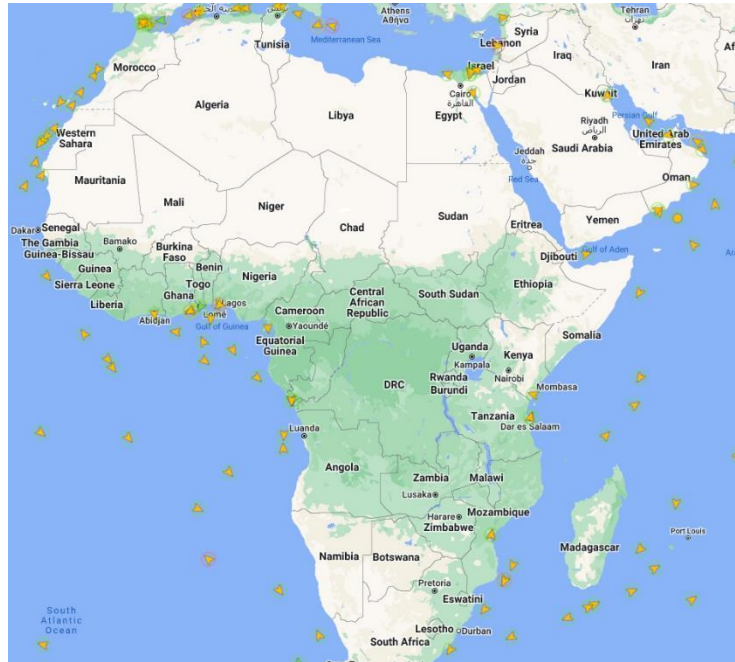 Athens
Αθήνα
Tehran
تهران
Syria
Lebanon
Iraq
Iran
Mediterranean Sea
Tunisia
Israel
Jordan
Morocco
Cairo
القاهرة
Kuwait
Persian Gulf
Algeria
Libya
Egypt
Riyadh
الرياض
United Arab
Emirates
Western
Sahara
Jeddah
جدة
Saudi Arabia
Red Sea
Oman
Mauritania
Mali
Niger
Chad
Sudan
Eritrea
Yemen
Dakar
Senegal
The Gambia
Guinea-Bissau
Bamako
Burkina
Faso
Djibouti
Gulf of Aden
Guinea
Benin
Nigeria
Sierra Leone
Togo
Ghana
Liberia
Abidjan
Lomé
Lagos
Gulf of Guinea
Cameroon
Yaoundé
Central
African
Republic
South Sudan
Ethiopia
Equatorial
Guinea
Somalia
Uganda
Kampala
Kenya
Nairobi
DRC
Rwanda
Burundi
Mombasa
Tanzania
Dar es Salaam
Luanda
Angola
Zambia
Malawi
Lusaka
Mozambique
Harare
Zimbabwe
Madagascar
Port Louis
Namibia
Botswana
Pretoria
Eswatini
South
Atlantic
Ocean
Lesotho
Durban
South Africa